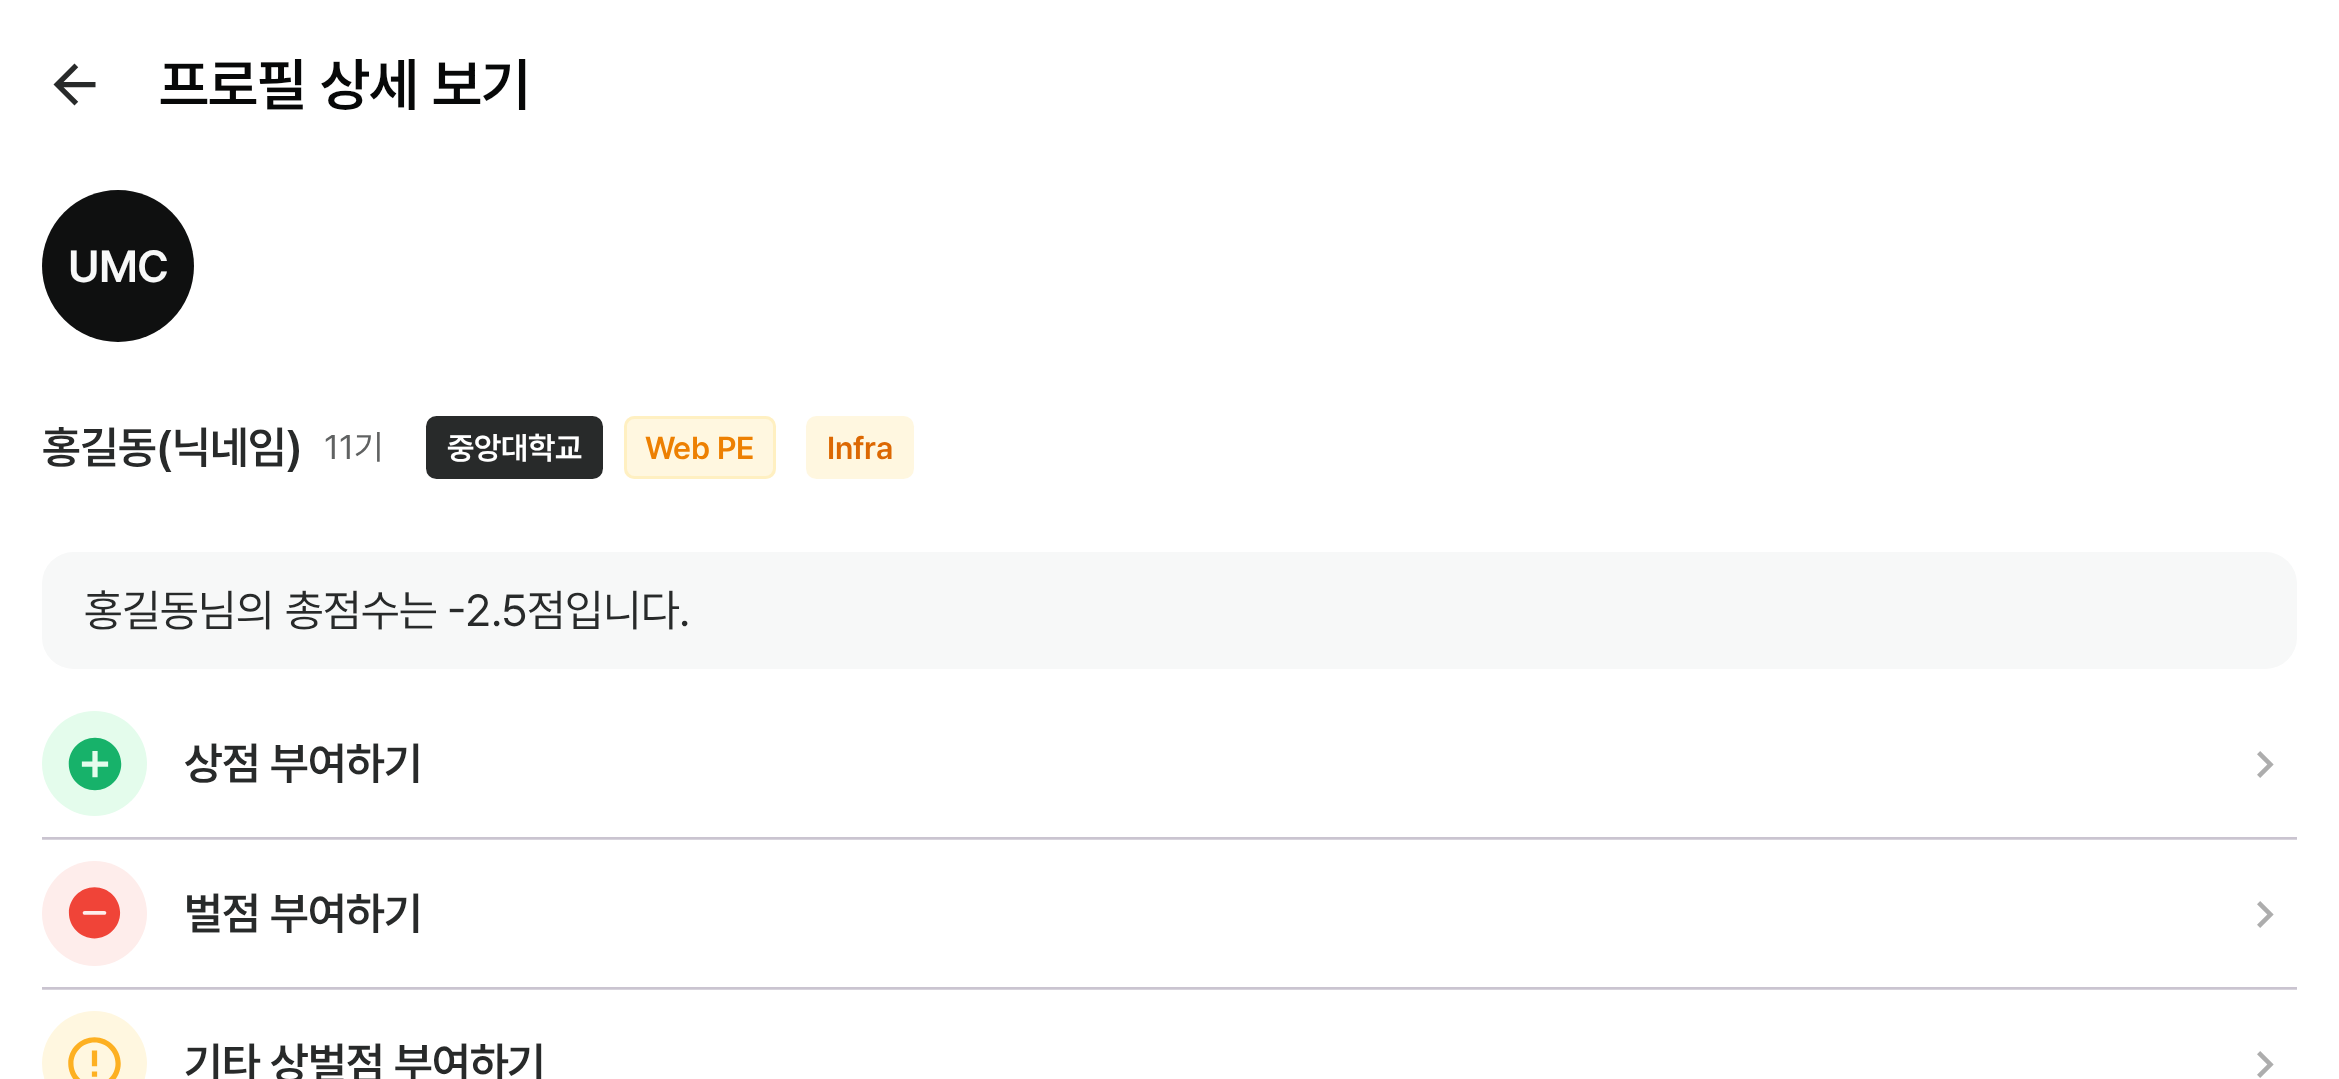 프로필 상세 보기
UMC
홍길동(닉네임) 11기 중앙대학교 Web PE Infra
홍길동님의 총점수는 -2.5점입니다.
상점 부여하기
벌점 부여하기
기타 상벌점 부여하기